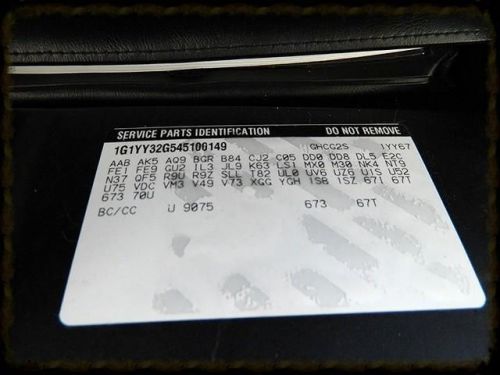 SERVICE PARTS IDENTIFICATION DO NOT REMOVE
1G1YY32G545100149 GHCG2S 1YY67
AAB AK5 AQ9 BGR B84 CJ2 C05 DD0 DD8 DL5 E2C
FE1 FE9 GU2 IL3 JL9 K63 LS1 MX0 M30 NK4 NT9
N37 QF5 R9U R9Z SLL T82 UL0 UV6 UZ6 U1S U52
U75 VDC VM3 V49 V73 XGG YGH 1SB 1SZ 67I 67T
673 70U
BC/CC U 9075 673 67T